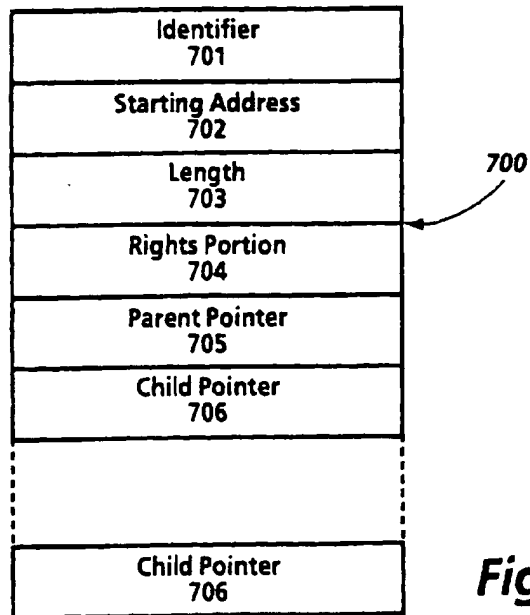 Identifier
701
Starting Address
702
Length
703
700
Rights Portion
704
Parent Pointer
705
Child Pointer
706
Child Pointer
706
Fig